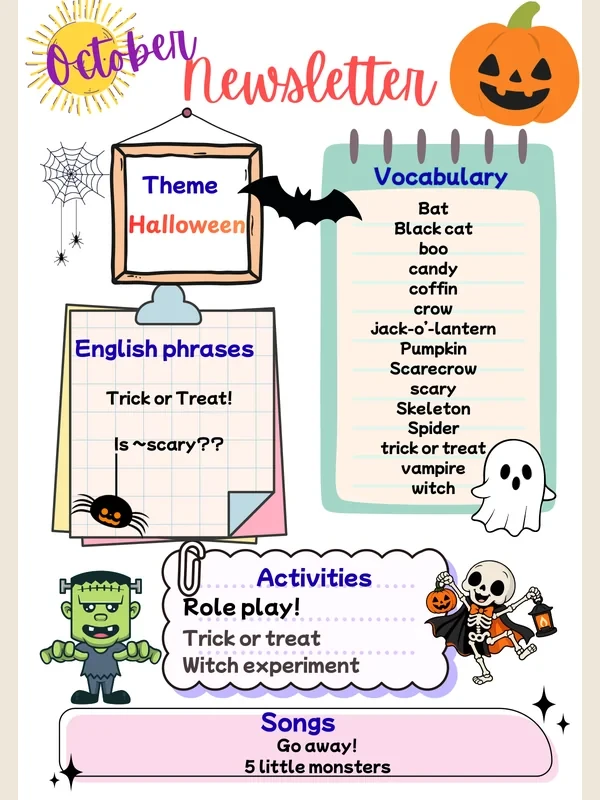 October
Newsletter
Theme
Halloween
Vocabulary
Bat
Black cat
boo
candy
coffin
crow
jack-o’-lantern
Pumpkin
Scarecrow
scary
Skeleton
Spider
trick or treat
vampire
witch
English phrases
Trick or Treat!
Is ~scary??
Activities
Role play!
Trick or treat
Witch experiment
Songs
Go away!
5 little monsters